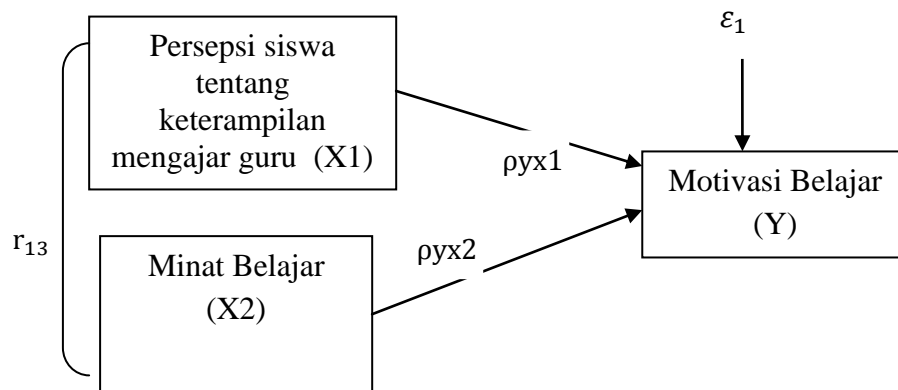 Persepsi siswa
tentang
keterampilan
mengajar guru (X1)
ε₁
ρyx1
Motivasi Belajar
(Y)
r₁₃
ρyx2
Minat Belajar
(X2)